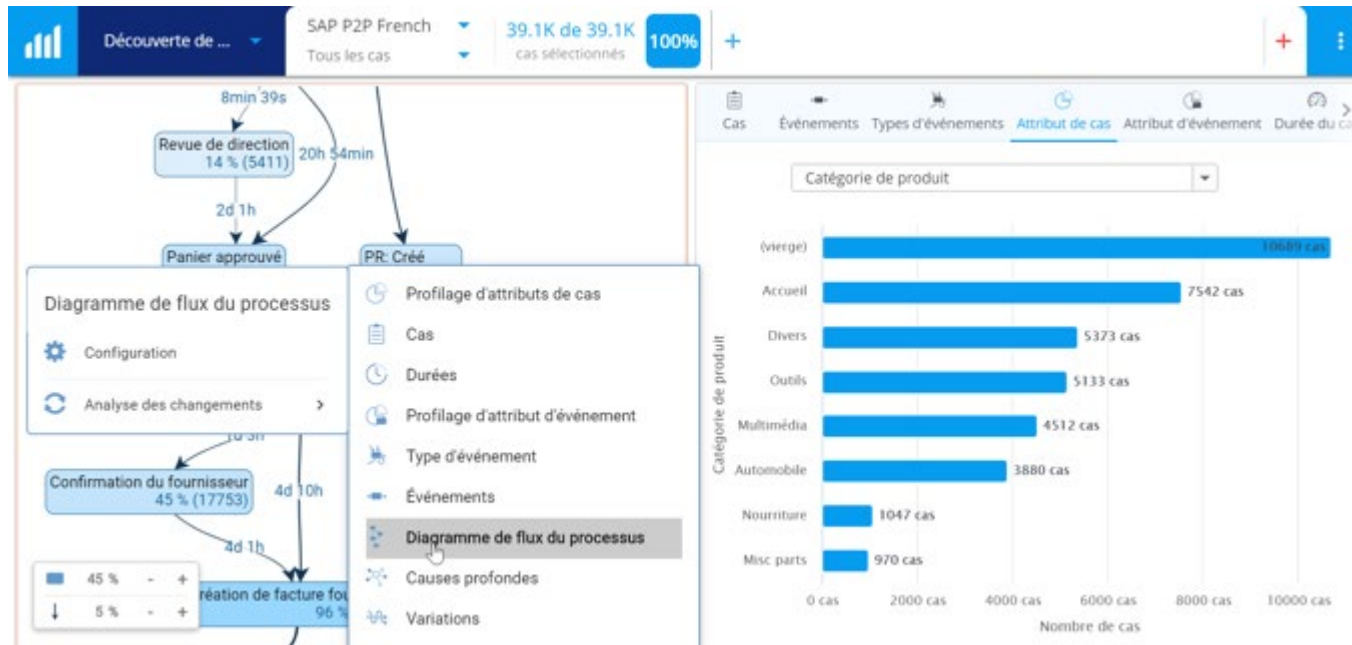 Découverte de ...
SAP P2P French
Tous les cas
39.1K de 39.1K
cas sélectionnés
100%
+
+
8min 39s
Revue de direction
14 % (5411)
20h 54min
2d 1h
Panier approuvé
PR: Créé
Diagramme de flux du processus
Configuration
Analyse des changements
Confirmation du fournisseur
45 % (17753)
4d 10h
4d 1h
45 % - +
5 % - +
96 %
Profilage d'attributs de cas
Cas
Durées
Profilage d'attribut d'événement
Type d'événement
Événements
Diagramme de flux du processus
Causes profondes
Variations
Cas
Événements
Types d'événements
Attribut de cas
Attribut d'événement
Durée du
Catégorie de produit
Catégorie de produit
(vierge)
10689 cas
Accueil
7542 cas
Divers
5373 cas
Outils
5133 cas
Multimédia
4512 cas
Automobile
3880 cas
Nourriture
1047 cas
Misc parts
970 cas
0 cas
2000 cas
4000 cas
6000 cas
8000 cas
10000 cas
Nombre de cas